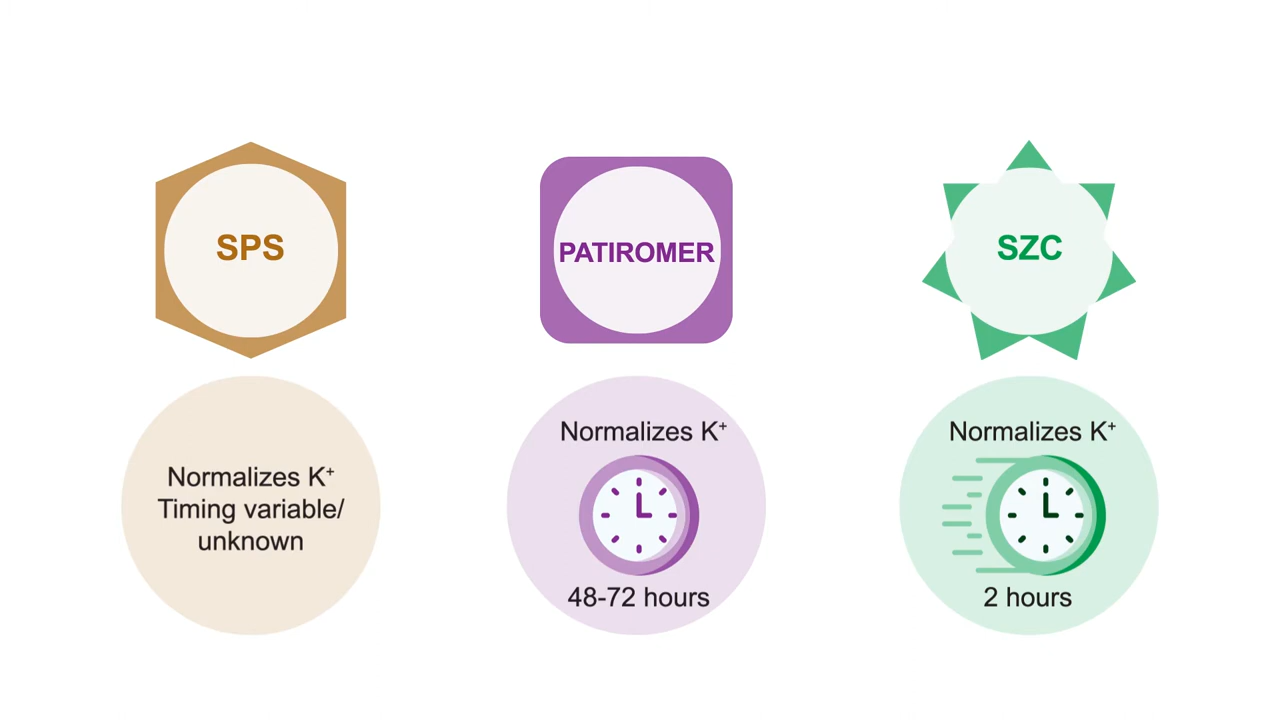 SPS
PATIROMER
SZC
Normalizes K⁺
Timing variable/
unknown
Normalizes K⁺
48-72 hours
Normalizes K⁺
2 hours